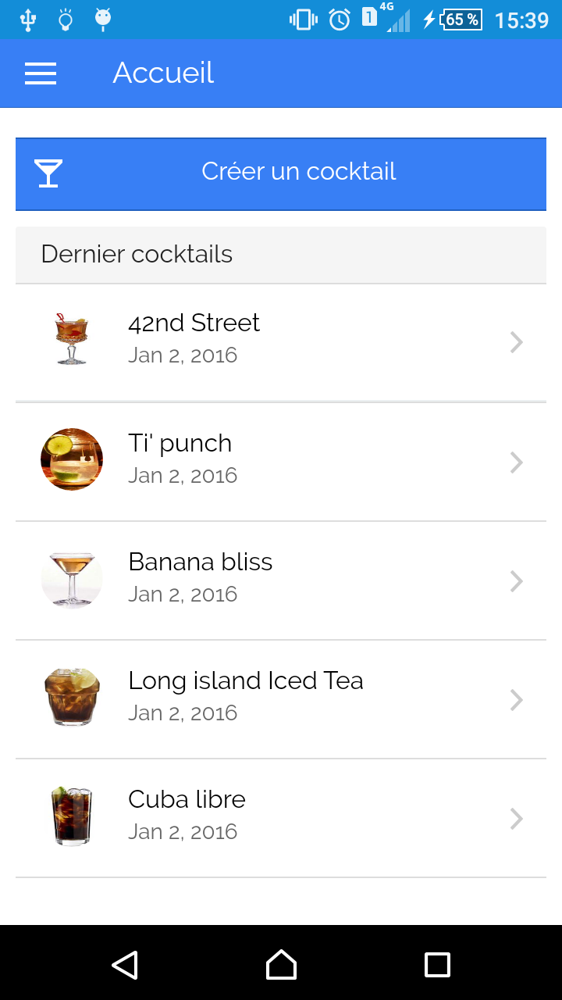 1 4G 65 % 15:39
Accueil
Créer un cocktail
Dernier cocktails
42nd Street
Jan 2, 2016
Ti' punch
Jan 2, 2016
Banana bliss
Jan 2, 2016
Long island Iced Tea
Jan 2, 2016
Cuba libre
Jan 2, 2016